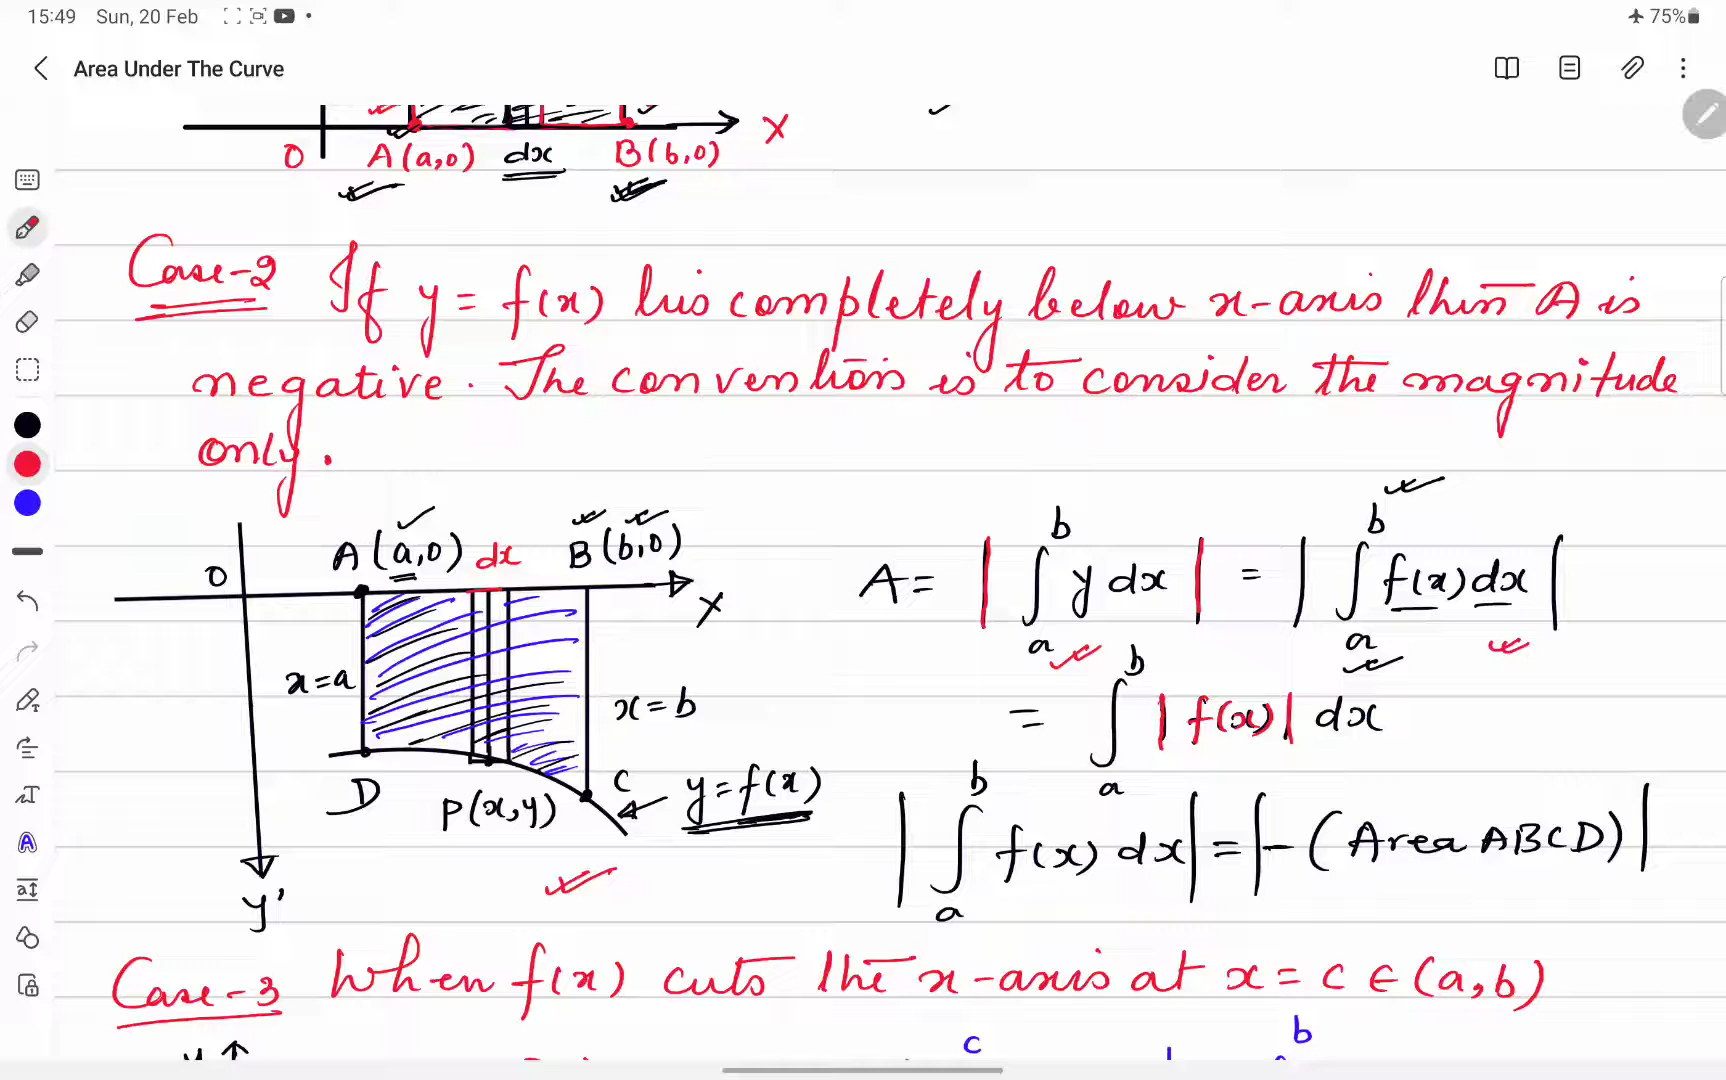 15:49 Sun, 20 Feb
75%
Area Under The Curve
X
O A(a,0) dx B(b,0)
Case-2 If y = f(x) lies completely below x-axis then A is
negative. The convention is to consider the magnitude
only.
O A(a,0) dx B(b,0)
X
x=a
x=b
D P(x,y) C y=f(x)
y'
A = | ∫_a^b y dx | = | ∫_a^b f(x) dx |
= ∫_a^b |f(x)| dx
| ∫_a^b f(x) dx | = | -(Area ABCD) |
Case-3 When f(x) cuts the x-axis at x = c ∈ (a,b)
c b